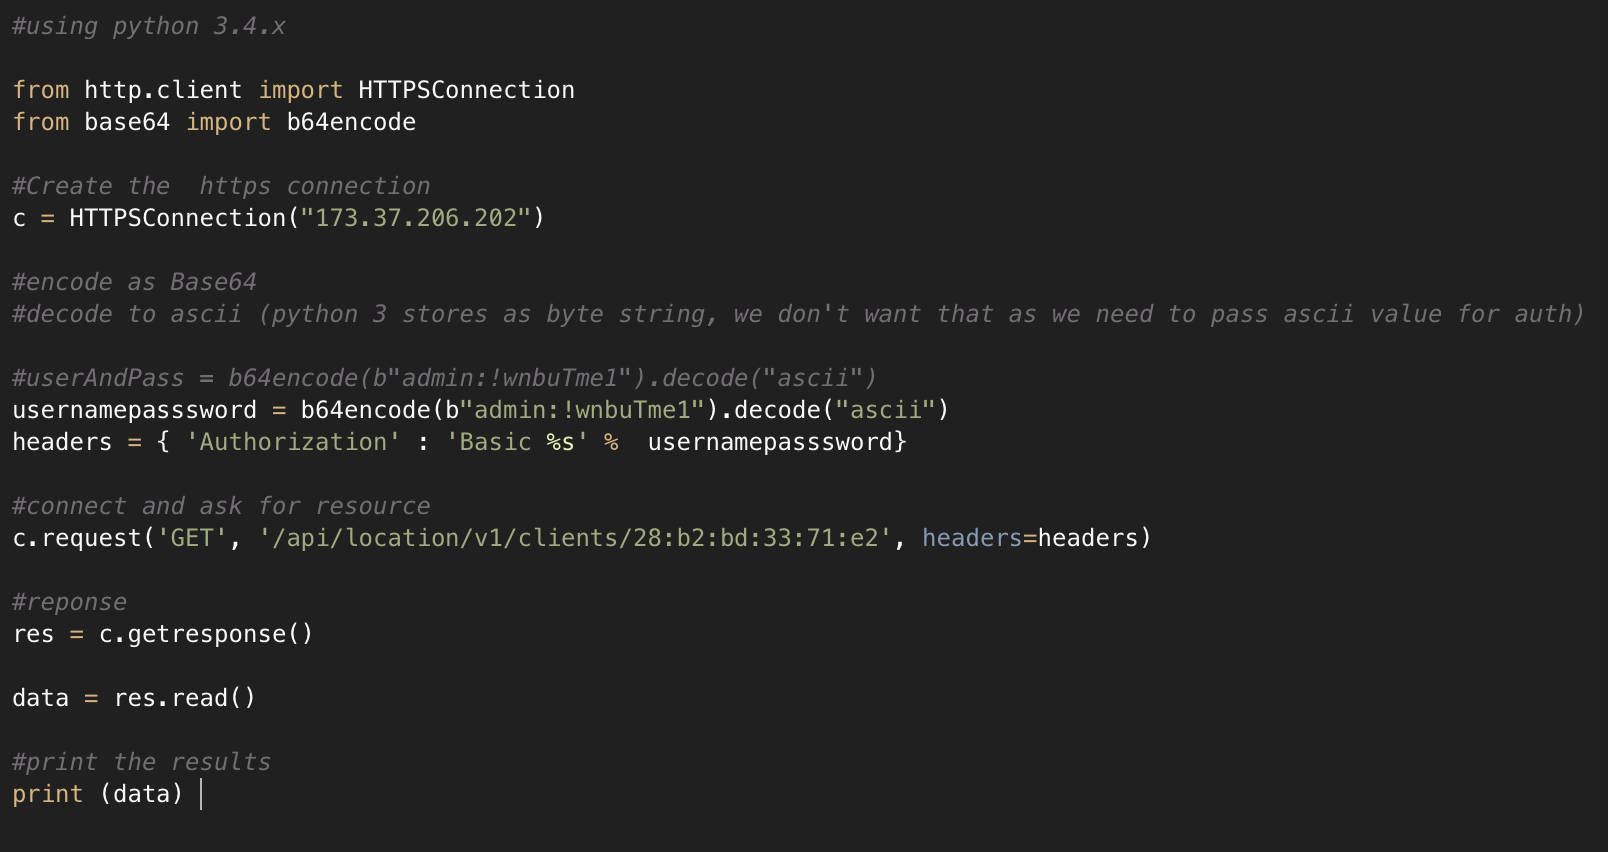 #using python 3.4.x
from http.client import HTTPSConnection
from base64 import b64encode
#Create the  https connection
c = HTTPSConnection("173.37.206.202")
#encode as Base64
#decode to ascii (python 3 stores as byte string, we don't want that as we need to pass ascii value for auth)
#userAndPass = b64encode(b"admin:!wnbuTme1").decode("ascii")
usernamepasssword = b64encode(b"admin:!wnbuTme1").decode("ascii")
headers = { 'Authorization' : 'Basic %s' %  usernamepasssword}
#connect and ask for resource
c.request('GET', '/api/location/v1/clients/28:b2:bd:33:71:e2', headers=headers)
#reponse
res = c.getresponse()
data = res.read()
#print the results
print (data)